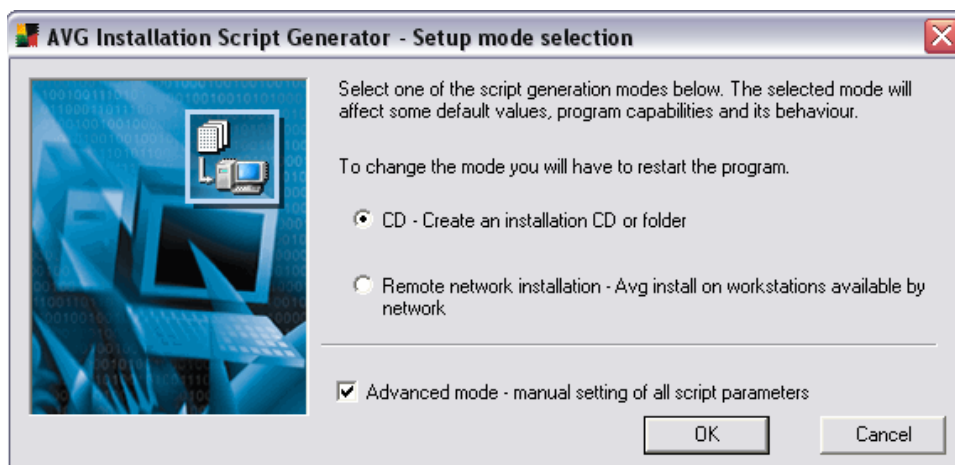 AVG Installation Script Generator - Setup mode selection
Select one of the script generation modes below. The selected mode will
affect some default values, program capabilities and its behaviour.
To change the mode you will have to restart the program.
CD - Create an installation CD or folder
Remote network installation - Avg install on workstations available by
network
Advanced mode - manual setting of all script parameters
OK
Cancel